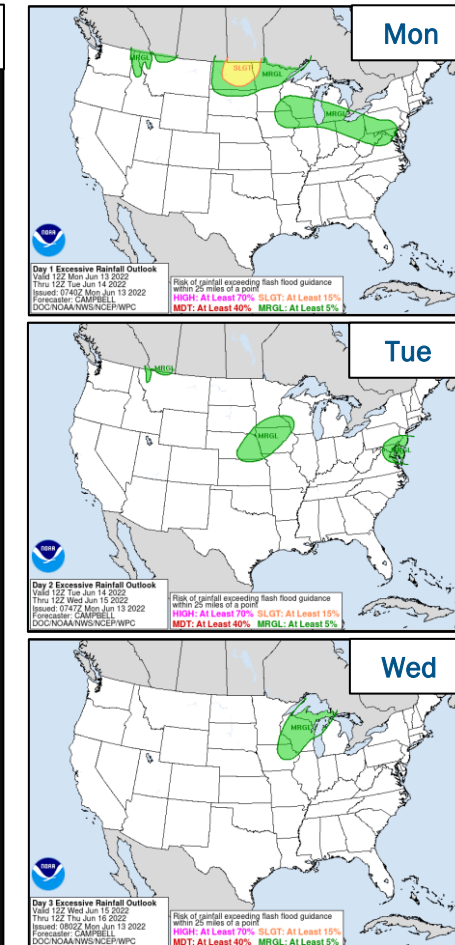 Mon
MRGL
SLGT
MRGL
MRGL
NOAA
Day 1 Excessive Rainfall Outlook
Valid 12Z Mon Jun 13 2022
Thru 12Z Tue Jun 14 2022
Issued: 0740Z Mon Jun 13 2022
Forecaster: CAMPBELL
DOC/NOAA/NWS/NCEP/WPC
Risk of rainfall exceeding flash flood guidance
within 25 miles of a point
HIGH: At Least 70% SLGT: At Least 15%
MDT: At Least 40% MRGL: At Least 5%
Tue
MRGL
MRGL
MRGL
NOAA
Day 2 Excessive Rainfall Outlook
Valid 12Z Tue Jun 14 2022
Thru 12Z Wed Jun 15 2022
Issued: 0747Z Mon Jun 13 2022
Forecaster: CAMPBELL
DOC/NOAA/NWS/NCEP/WPC
Risk of rainfall exceeding flash flood guidance
within 25 miles of a point
HIGH: At Least 70% SLGT: At Least 15%
MDT: At Least 40% MRGL: At Least 5%
Wed
MRGL
NOAA
Day 3 Excessive Rainfall Outlook
Valid 12Z Wed Jun 15 2022
Thru 12Z Thu Jun 16 2022
Issued: 0802Z Mon Jun 13 2022
Forecaster: CAMPBELL
DOC/NOAA/NWS/NCEP/WPC
Risk of rainfall exceeding flash flood guidance
within 25 miles of a point
HIGH: At Least 70% SLGT: At Least 15%
MDT: At Least 40% MRGL: At Least 5%